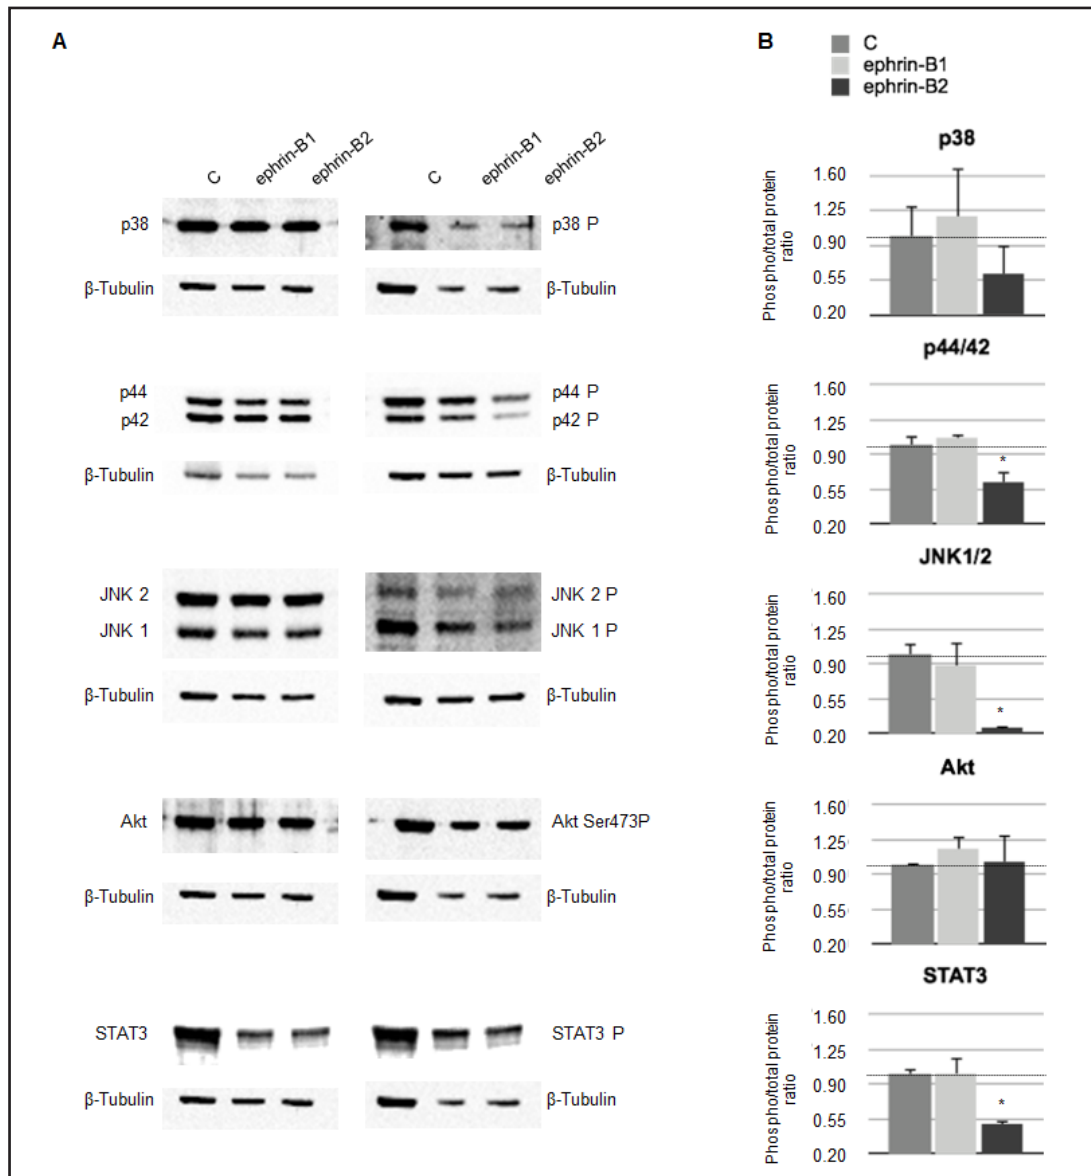 A
C
ephrin-B1
ephrin-B2
C
ephrin-B1
ephrin-B2
p38
p38 P
β-Tubulin
β-Tubulin
p44
p44 P
p42
p42 P
β-Tubulin
β-Tubulin
JNK 2
JNK 2 P
JNK 1
JNK 1 P
β-Tubulin
β-Tubulin
Akt
Akt Ser473P
β-Tubulin
β-Tubulin
STAT3
STAT3 P
β-Tubulin
β-Tubulin
B
C
ephrin-B1
ephrin-B2
p38
Phospho/total protein
ratio
1.60
1.25
0.90
0.55
0.20
p44/42
Phospho/total protein
ratio
1.60
1.25
0.90
0.55
0.20
*
JNK1/2
Phospho/total protein
ratio
1.60
1.25
0.90
0.55
0.20
*
Akt
Phospho/total protein
ratio
1.60
1.25
0.90
0.55
0.20
STAT3
Phospho/total protein
ratio
1.60
1.25
0.90
0.55
0.20
*